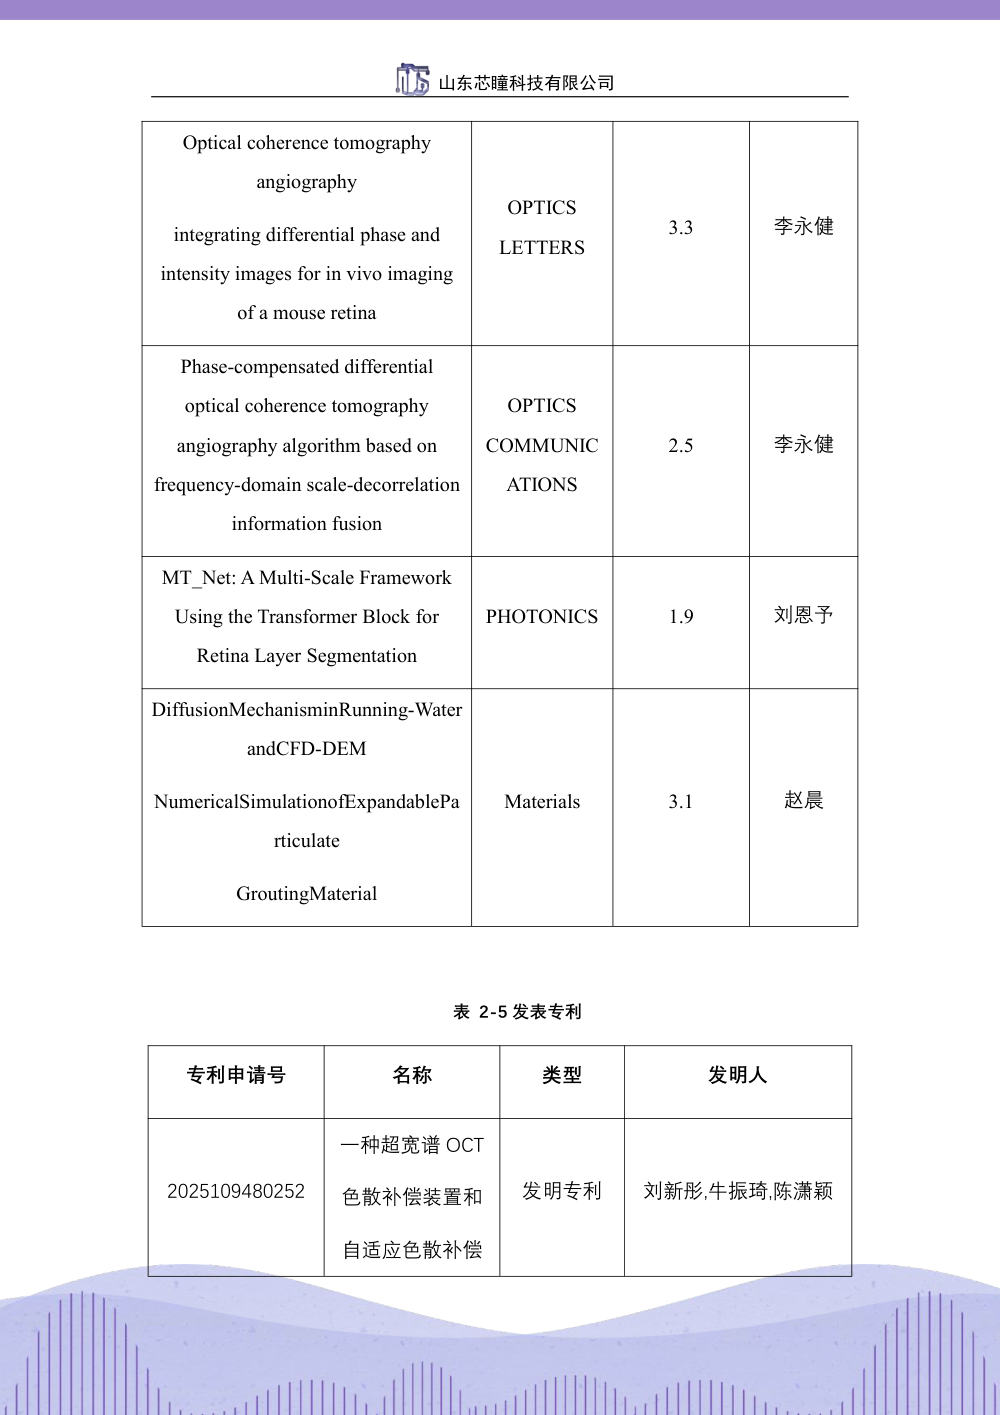 山东芯瞳科技有限公司
Optical coherence tomography
angiography
integrating differential phase and
intensity images for in vivo imaging
of a mouse retina
OPTICS
LETTERS
3.3
李永健
Phase-compensated differential
optical coherence tomography
angiography algorithm based on
frequency-domain scale-decorrelation
information fusion
OPTICS
COMMUNIC
ATIONS
2.5
李永健
MT_Net: A Multi-Scale Framework
Using the Transformer Block for
Retina Layer Segmentation
PHOTONICS
1.9
刘恩予
DiffusionMechanisminRunning-Water
andCFD-DEM
NumericalSimulationofExpandablePa
rticulate
GroutingMaterial
Materials
3.1
赵晨
表 2-5 发表专利
专利申请号
名称
类型
发明人
2025109480252
一种超宽谱 OCT
色散补偿装置和
自适应色散补偿
发明专利
刘新彤,牛振琦,陈潇颖